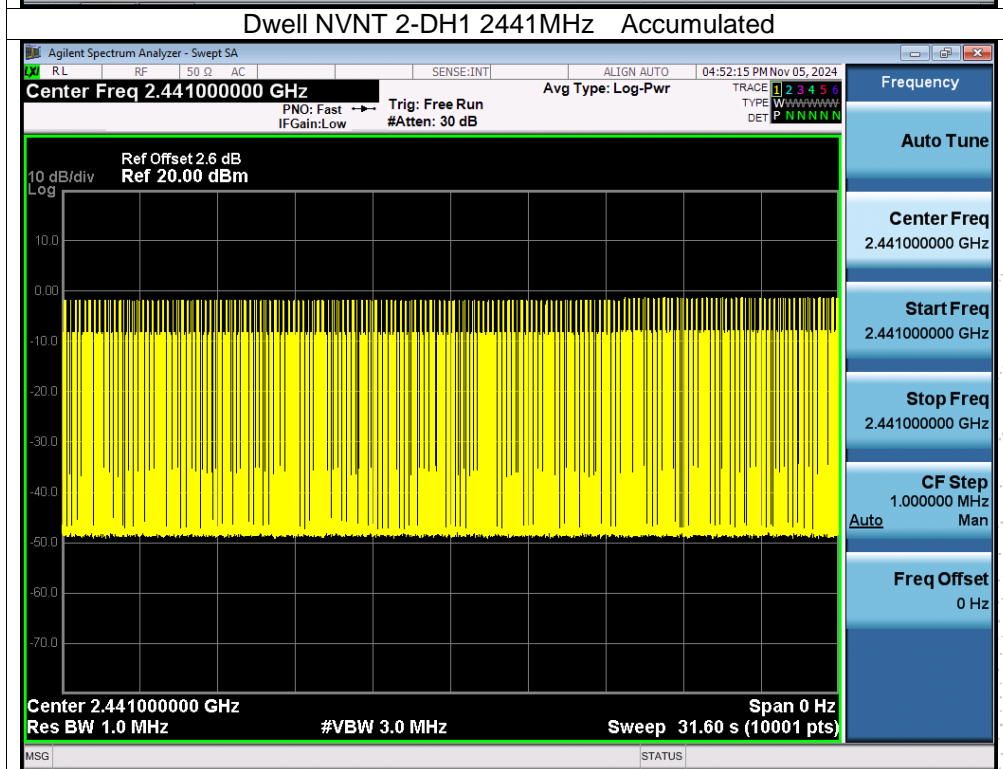 Dwell NVNT 2-DH1 2441MHz Accumulated
Agilent Spectrum Analyzer - Swept SA
LXI RL RF 50 Ω AC SENSE:INT ALIGN AUTO 04:52:15 PM Nov 05, 2024
Center Freq 2.441000000 GHz
PNO: Fast
IFGain:Low
Trig: Free Run
#Atten: 30 dB
Avg Type: Log-Pwr
TRACE 1 2 3 4 5 6
TYPE WWWWWW
DET P N N N N N
Ref Offset 2.6 dB
10 dB/div Ref 20.00 dBm
Log
10.0
0.00
-10.0
-20.0
-30.0
-40.0
-50.0
-60.0
-70.0
Center 2.441000000 GHz Span 0 Hz
Res BW 1.0 MHz #VBW 3.0 MHz Sweep 31.60 s (10001 pts)
MSG STATUS
Frequency
Auto Tune
Center Freq
2.441000000 GHz
Start Freq
2.441000000 GHz
Stop Freq
2.441000000 GHz
CF Step
1.000000 MHz
Auto Man
Freq Offset
0 Hz